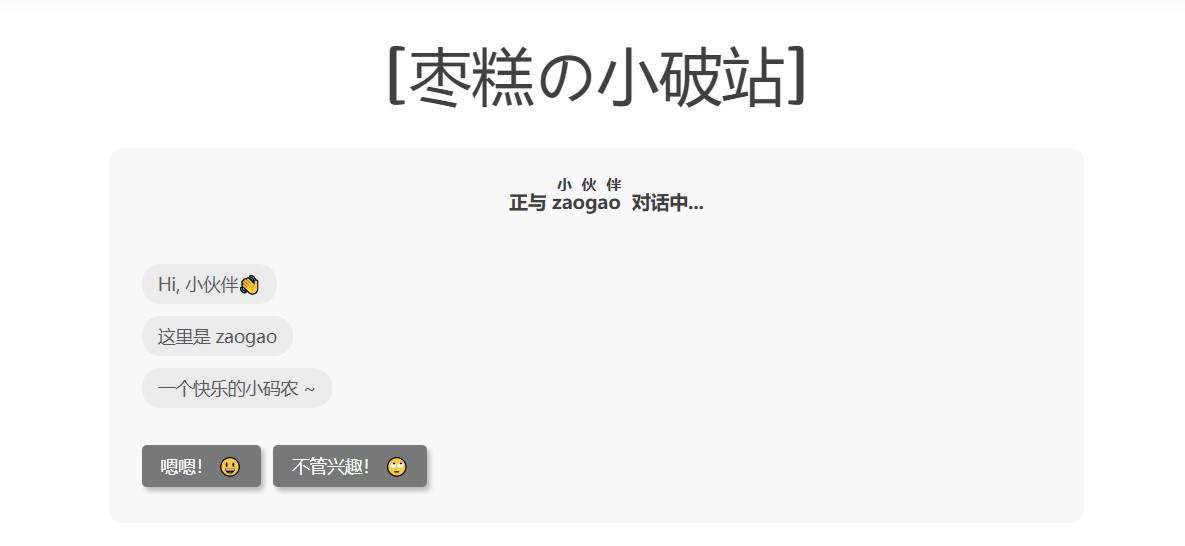 [枣糕の小破站]
小伙伴
正与 zaogao 对话中...
Hi, 小伙伴👏
这里是 zaogao
一个快乐的小码农 ~
嗯嗯! 😃
不管兴趣! 🙄